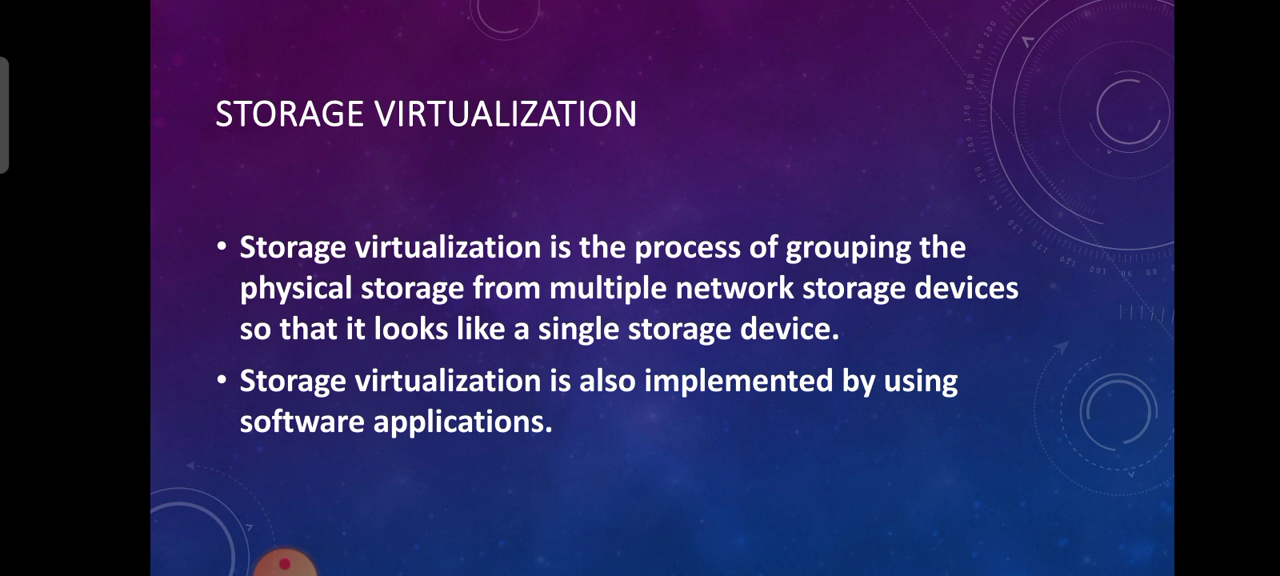 STORAGE VIRTUALIZATION
• Storage virtualization is the process of grouping the
physical storage from multiple network storage devices
so that it looks like a single storage device.
• Storage virtualization is also implemented by using
software applications.